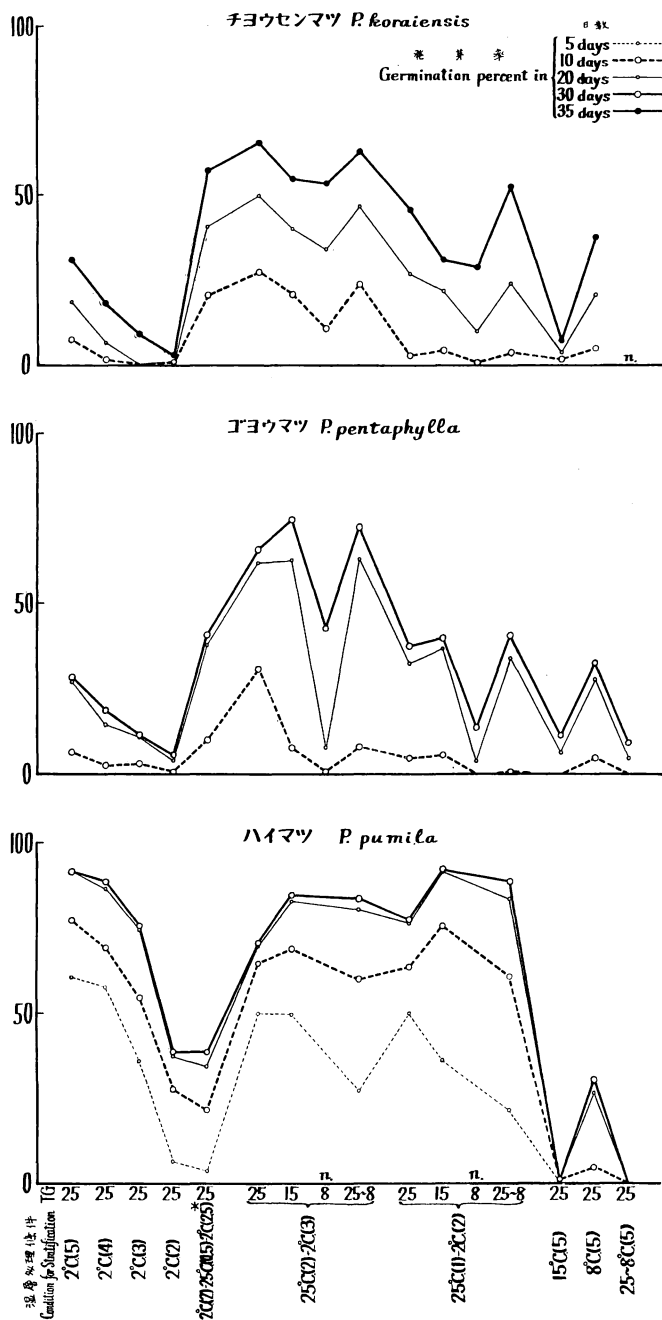 チヨウセンマツ P. koraiensis
100
50
0
日数
発芽率
Germination percent in
5 days
10 days
20 days
30 days
35 days
n.
ゴヨウマツ P. pentaphylla
100
50
0
ハイマツ P. pumila
100
50
0
n. n.
TG 25 25 25 25 25 25 15 8 25~8 25 15 8 25~8 25 25 25
*
湿層処理條件
Condition for Stratification
2°C(5)
2°C(4)
2°C(3)
2°C(2)
25°C(2)-2°C(3)
25°C(1)-2°C(2)
15°C(5)
8°C(5)
25~8°C(5)